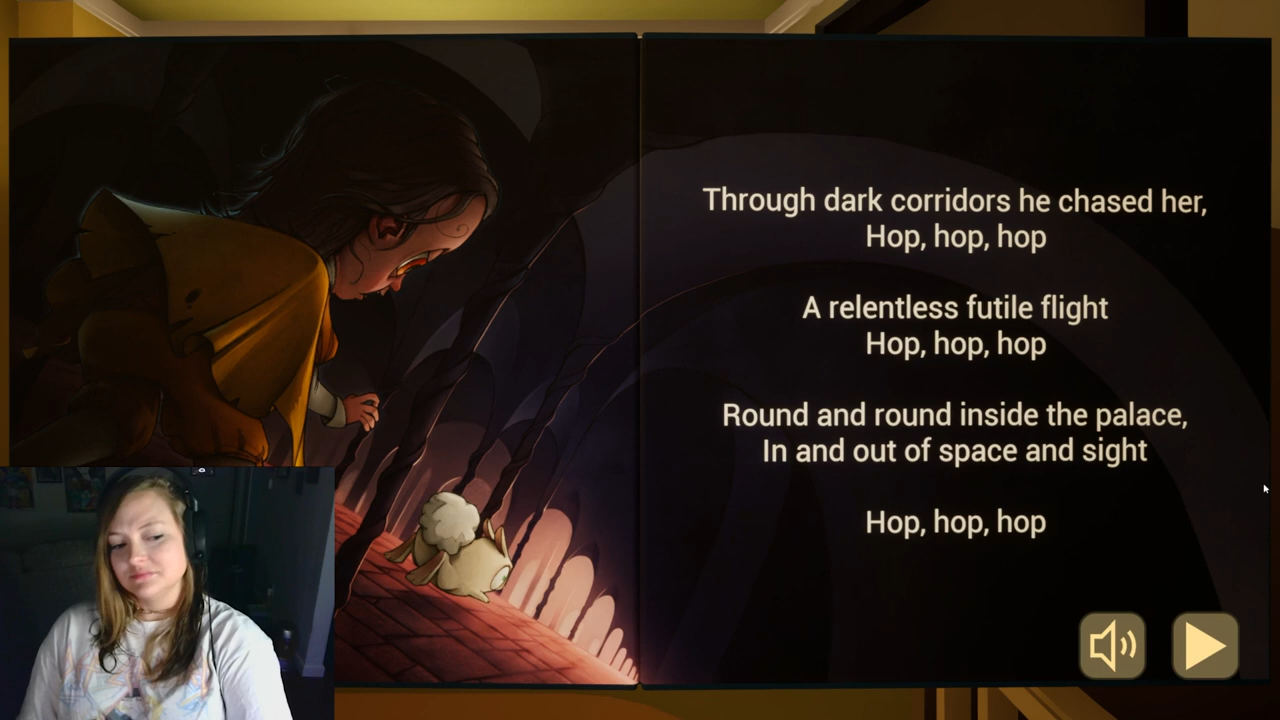 Through dark corridors he chased her,
Hop, hop, hop
A relentless futile flight
Hop, hop, hop
Round and round inside the palace,
In and out of space and sight
Hop, hop, hop